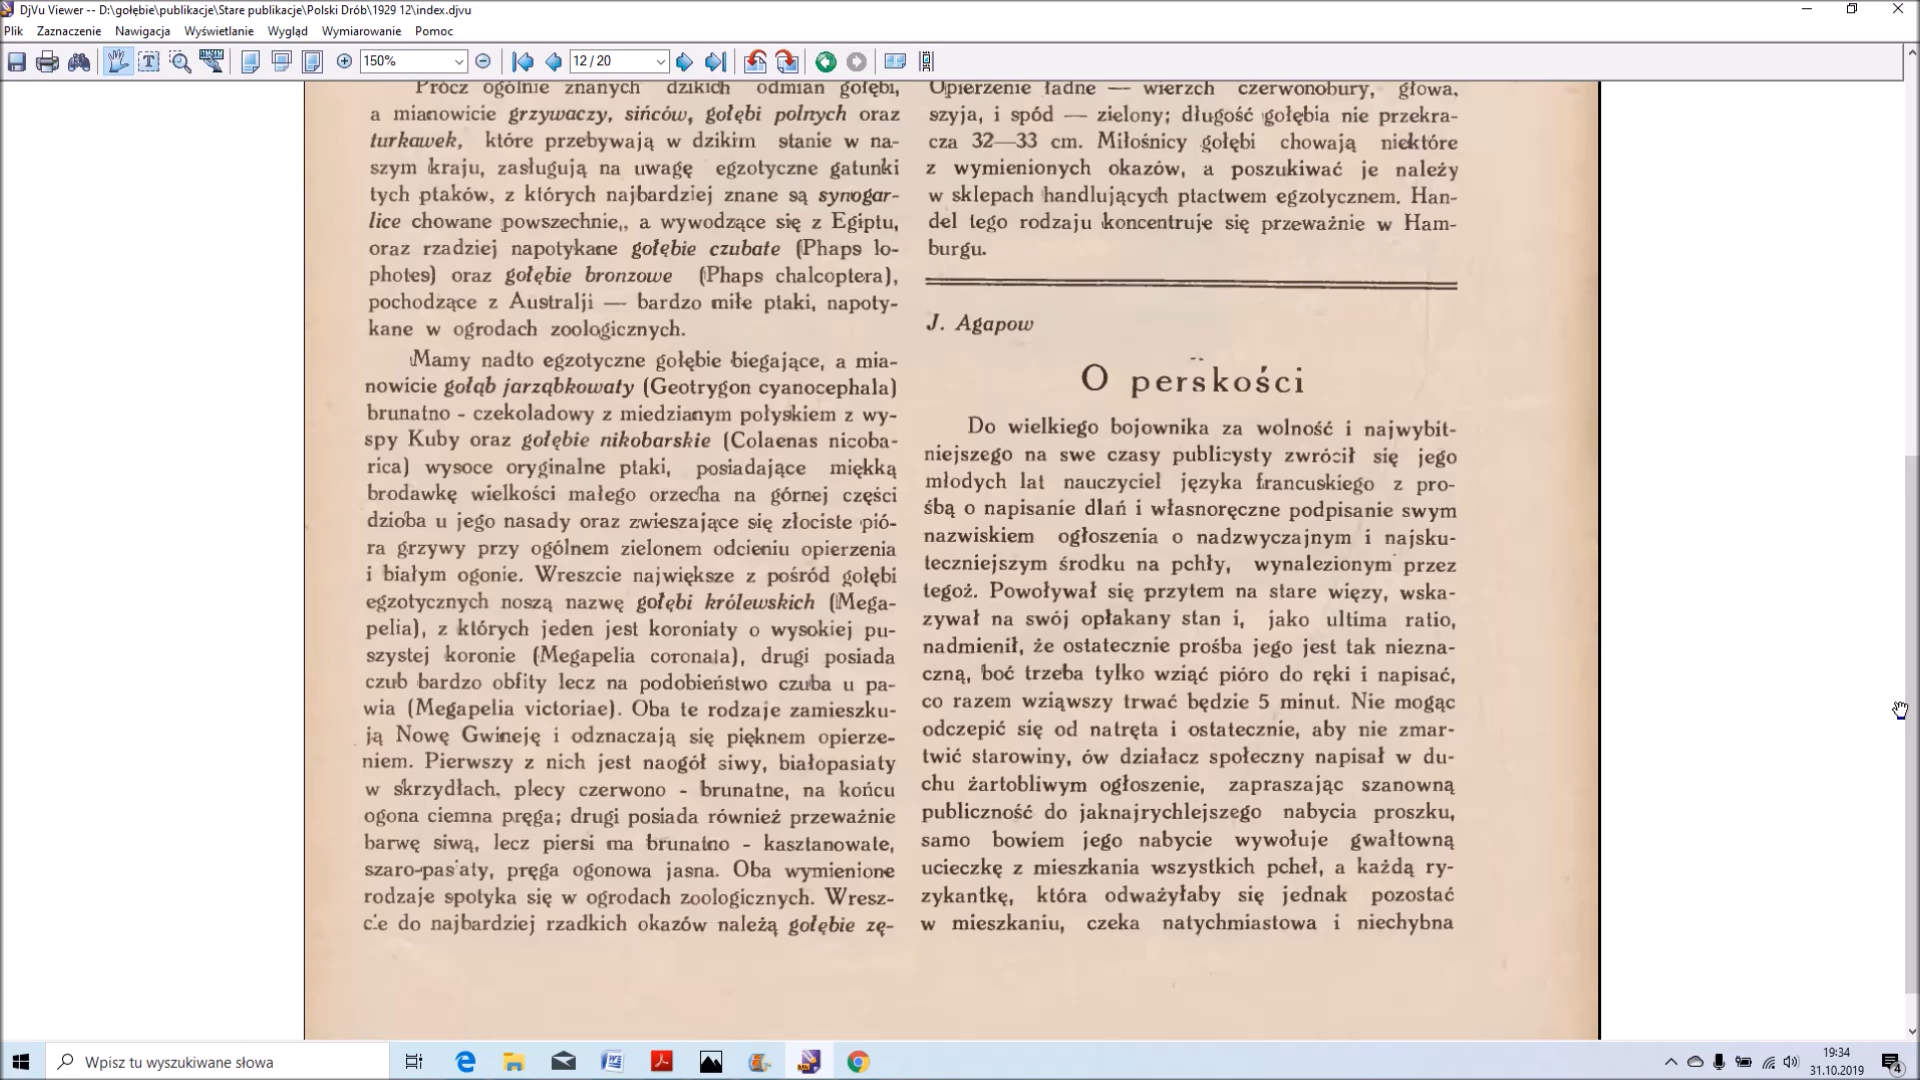 DjVu Viewer -- D:\gołębie\publikacje\Stare publikacje\Polski Drób\1929 12\index.djvu
Plik Zaznaczenie Nawigacja Wyświetlanie Wygląd Wymiarowanie Pomoc
150% 12 / 20
Prócz ogólnie znanych dzikich odmian gołębi,
a mianowicie grzywaczy, sińców, gołębi polnych oraz
turkawek, które przebywają w dzikim stanie w na-
szym kraju, zasługują na uwagę egzotyczne gatunki
tych ptaków, z których najbardziej znane są synogar-
lice chowane powszechnie,, a wywodzące się z Egiptu,
oraz rzadziej napotykane gołębie czubate (Phaps lo-
photes) oraz gołębie bronzowe (Phaps chalcoptera),
pochodzące z Australji — bardzo miłe ptaki, napoty-
kane w ogrodach zoologicznych.
Mamy nadto egzotyczne gołębie biegające, a mia-
nowicie gołąb jarząbkowaty (Geotrygon cyanocephala)
brunatno - czekoladowy z miedzianym połyskiem z wy-
spy Kuby oraz gołębie nikobarskie (Colaenas nicoba-
rica) wysoce oryginalne ptaki, posiadające miękką
brodawkę wielkości małego orzecha na górnej części
dzioba u jego nasady oraz zwieszające się złociste pió-
ra grzywy przy ogólnem zielonem odcieniu opierzenia
i białym ogonie. Wreszcie największe z pośród gołębi
egzotycznych noszą nazwę gołębi królewskich (Mega-
pelia), z których jeden jest koroniaty o wysokiej pu-
szystej koronie (Megapelia coronata), drugi posiada
czub bardzo obfity lecz na podobieństwo czuba u pa-
wia (Megapelia victoriae). Oba te rodzaje zamieszku-
ją Nowę Gwineję i odznaczają się pięknem opierze-
niem. Pierwszy z nich jest naogół siwy, białopasiaty
w skrzydłach, plecy czerwono - brunatne, na końcu
ogona ciemna pręga; drugi posiada również przeważnie
barwę siwą, lecz piersi ma brunatno - kasztanowate,
szaro-pasiaty, pręga ogonowa jasna. Oba wymienione
rodzaje spotyka się w ogrodach zoologicznych. Wresz-
cie do najbardziej rzadkich okazów należą gołębie zę-
Upierzenie ładne — wierzch czerwonobury, głowa,
szyja, i spód — zielony; długość gołębia nie przekra-
cza 32—33 cm. Miłośnicy gołębi chowają niektóre
z wymienionych okazów, a poszukiwać je należy
w sklepach handlujących ptactwem egzotycznem. Han-
del tego rodzaju koncentruje się przeważnie w Ham-
burgu.
J. Agapow
O perskości
Do wielkiego bojownika za wolność i najwybit-
niejszego na swe czasy publicysty zwrócił się jego
młodych lat nauczyciel języka francuskiego z pro-
śbą o napisanie dlań i własnoręczne podpisanie swym
nazwiskiem ogłoszenia o nadzwyczajnym i najsku-
teczniejszym środku na pchły, wynalezionym przez
tegoż. Powoływał się przytem na stare więzy, wska-
zywał na swój opłakany stan i, jako ultima ratio,
nadmienił, że ostatecznie prośba jego jest tak niezna-
czną, boć trzeba tylko wziąć pióro do ręki i napisać,
co razem wziąwszy trwać będzie 5 minut. Nie mogąc
odczepić się od natręta i ostatecznie, aby nie zmar-
twić starowiny, ów działacz społeczny napisał w du-
chu żartobliwym ogłoszenie, zapraszając szanowną
publiczność do jaknajrychlejszego nabycia proszku,
samo bowiem jego nabycie wywołuje gwałtowną
ucieczkę z mieszkania wszystkich pcheł, a każdą ry-
zykantkę, która odważyłaby się jednak pozostać
w mieszkaniu, czeka natychmiastowa i niechybna
Wpisz tu wyszukiwane słowa
19:34
31.10.2019
4